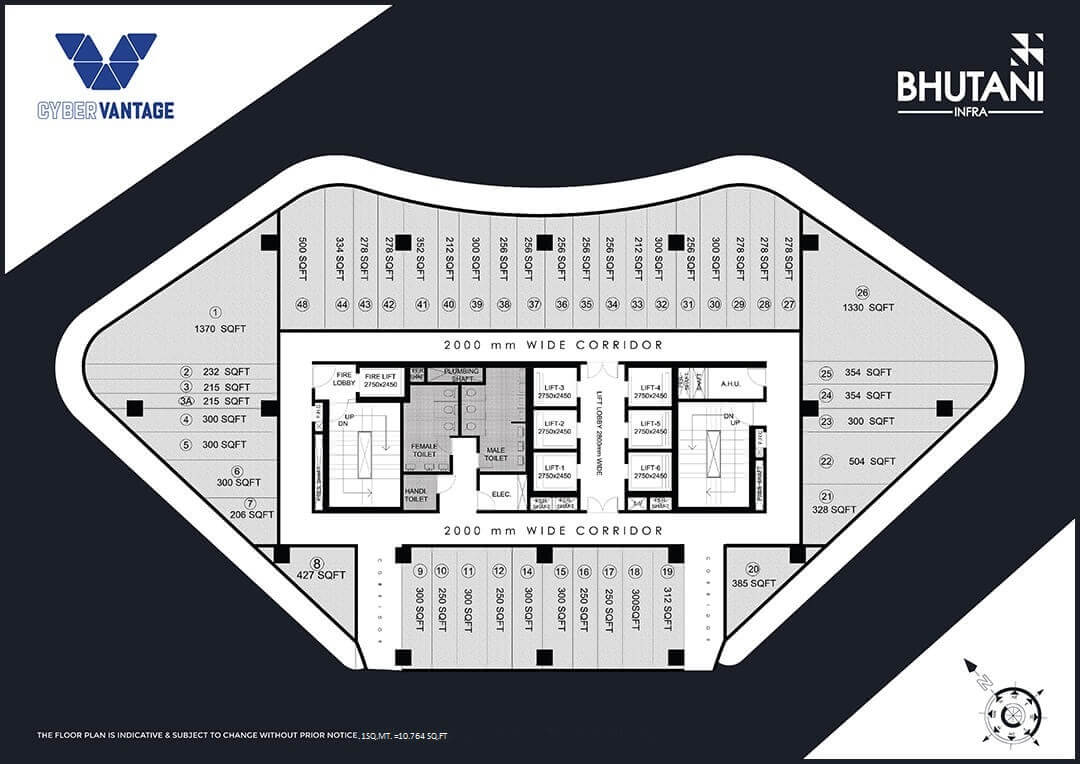 CYBER VANTAGE
BHUTANI
INFRA
500 SQFT
334 SQFT
278 SQFT
278 SQFT
352 SQFT
212 SQFT
300 SQFT
256 SQFT
256 SQFT
256 SQFT
256 SQFT
256 SQFT
212 SQFT
300 SQFT
256 SQFT
300 SQFT
278 SQFT
278 SQFT
278 SQFT
48
44
43
42
41
40
39
38
37
36
35
34
33
32
31
30
29
28
27
1
1370 SQFT
26
1330 SQFT
2000 mm WIDE CORRIDOR
2 232 SQFT
3 215 SQFT
3A 215 SQFT
4 300 SQFT
5 300 SQFT
6
300 SQFT
7
206 SQFT
8
427 SQFT
25 354 SQFT
24 354 SQFT
23 300 SQFT
22 504 SQFT
21
328 SQFT
20
385 SQFT
FIRE
LOBBY
FIRE LIFT
2750x2450
PLUMBING
SHAFT
UP
DN
FEMALE
TOILET
MALE
TOILET
HANDI
TOILET
ELEC.
LIFT-3
2750x2450
LIFT-2
2750x2450
LIFT-1
2750x2450
LIFT LOBBY 2800mm WIDE
LIFT-4
2750x2450
LIFT-5
2750x2450
LIFT-6
2750x2450
A.H.U.
DN
UP
2000 mm WIDE CORRIDOR
CORRIDOR
9
10
11
12
14
15
16
17
18
19
300 SQFT
250 SQFT
300 SQFT
250 SQFT
300 SQFT
300 SQFT
250 SQFT
250 SQFT
300SQFT
312 SQFT
CORRIDOR
N
THE FLOOR PLAN IS INDICATIVE & SUBJECT TO CHANGE WITHOUT PRIOR NOTICE, 1SQ.MT. =10.764 SQ.FT